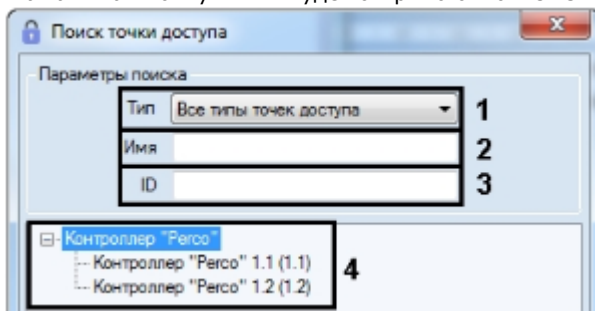 Поиск точки доступа
Параметры поиска
Тип Все типы точек доступа 1
Имя 2
ID 3
Контроллер "Perco"
Контроллер "Perco" 1.1 (1.1)
Контроллер "Perco" 1.2 (1.2)
4